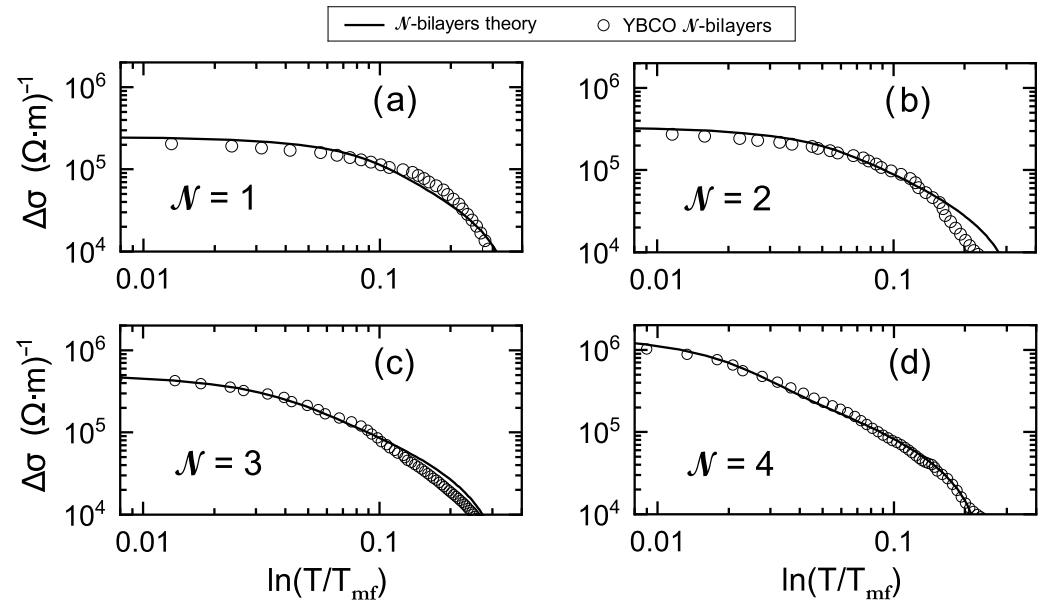 𝒩-bilayers theory YBCO 𝒩-bilayers
(a)
Δσ (Ω·m)⁻¹
10⁶
10⁵
10⁴
𝒩 = 1
0.01 0.1
(b)
10⁶
10⁵
10⁴
𝒩 = 2
0.01 0.1
(c)
Δσ (Ω·m)⁻¹
10⁶
10⁵
10⁴
𝒩 = 3
0.01 0.1
ln(T/Tmf)
(d)
10⁶
10⁵
10⁴
𝒩 = 4
0.01 0.1
ln(T/Tmf)